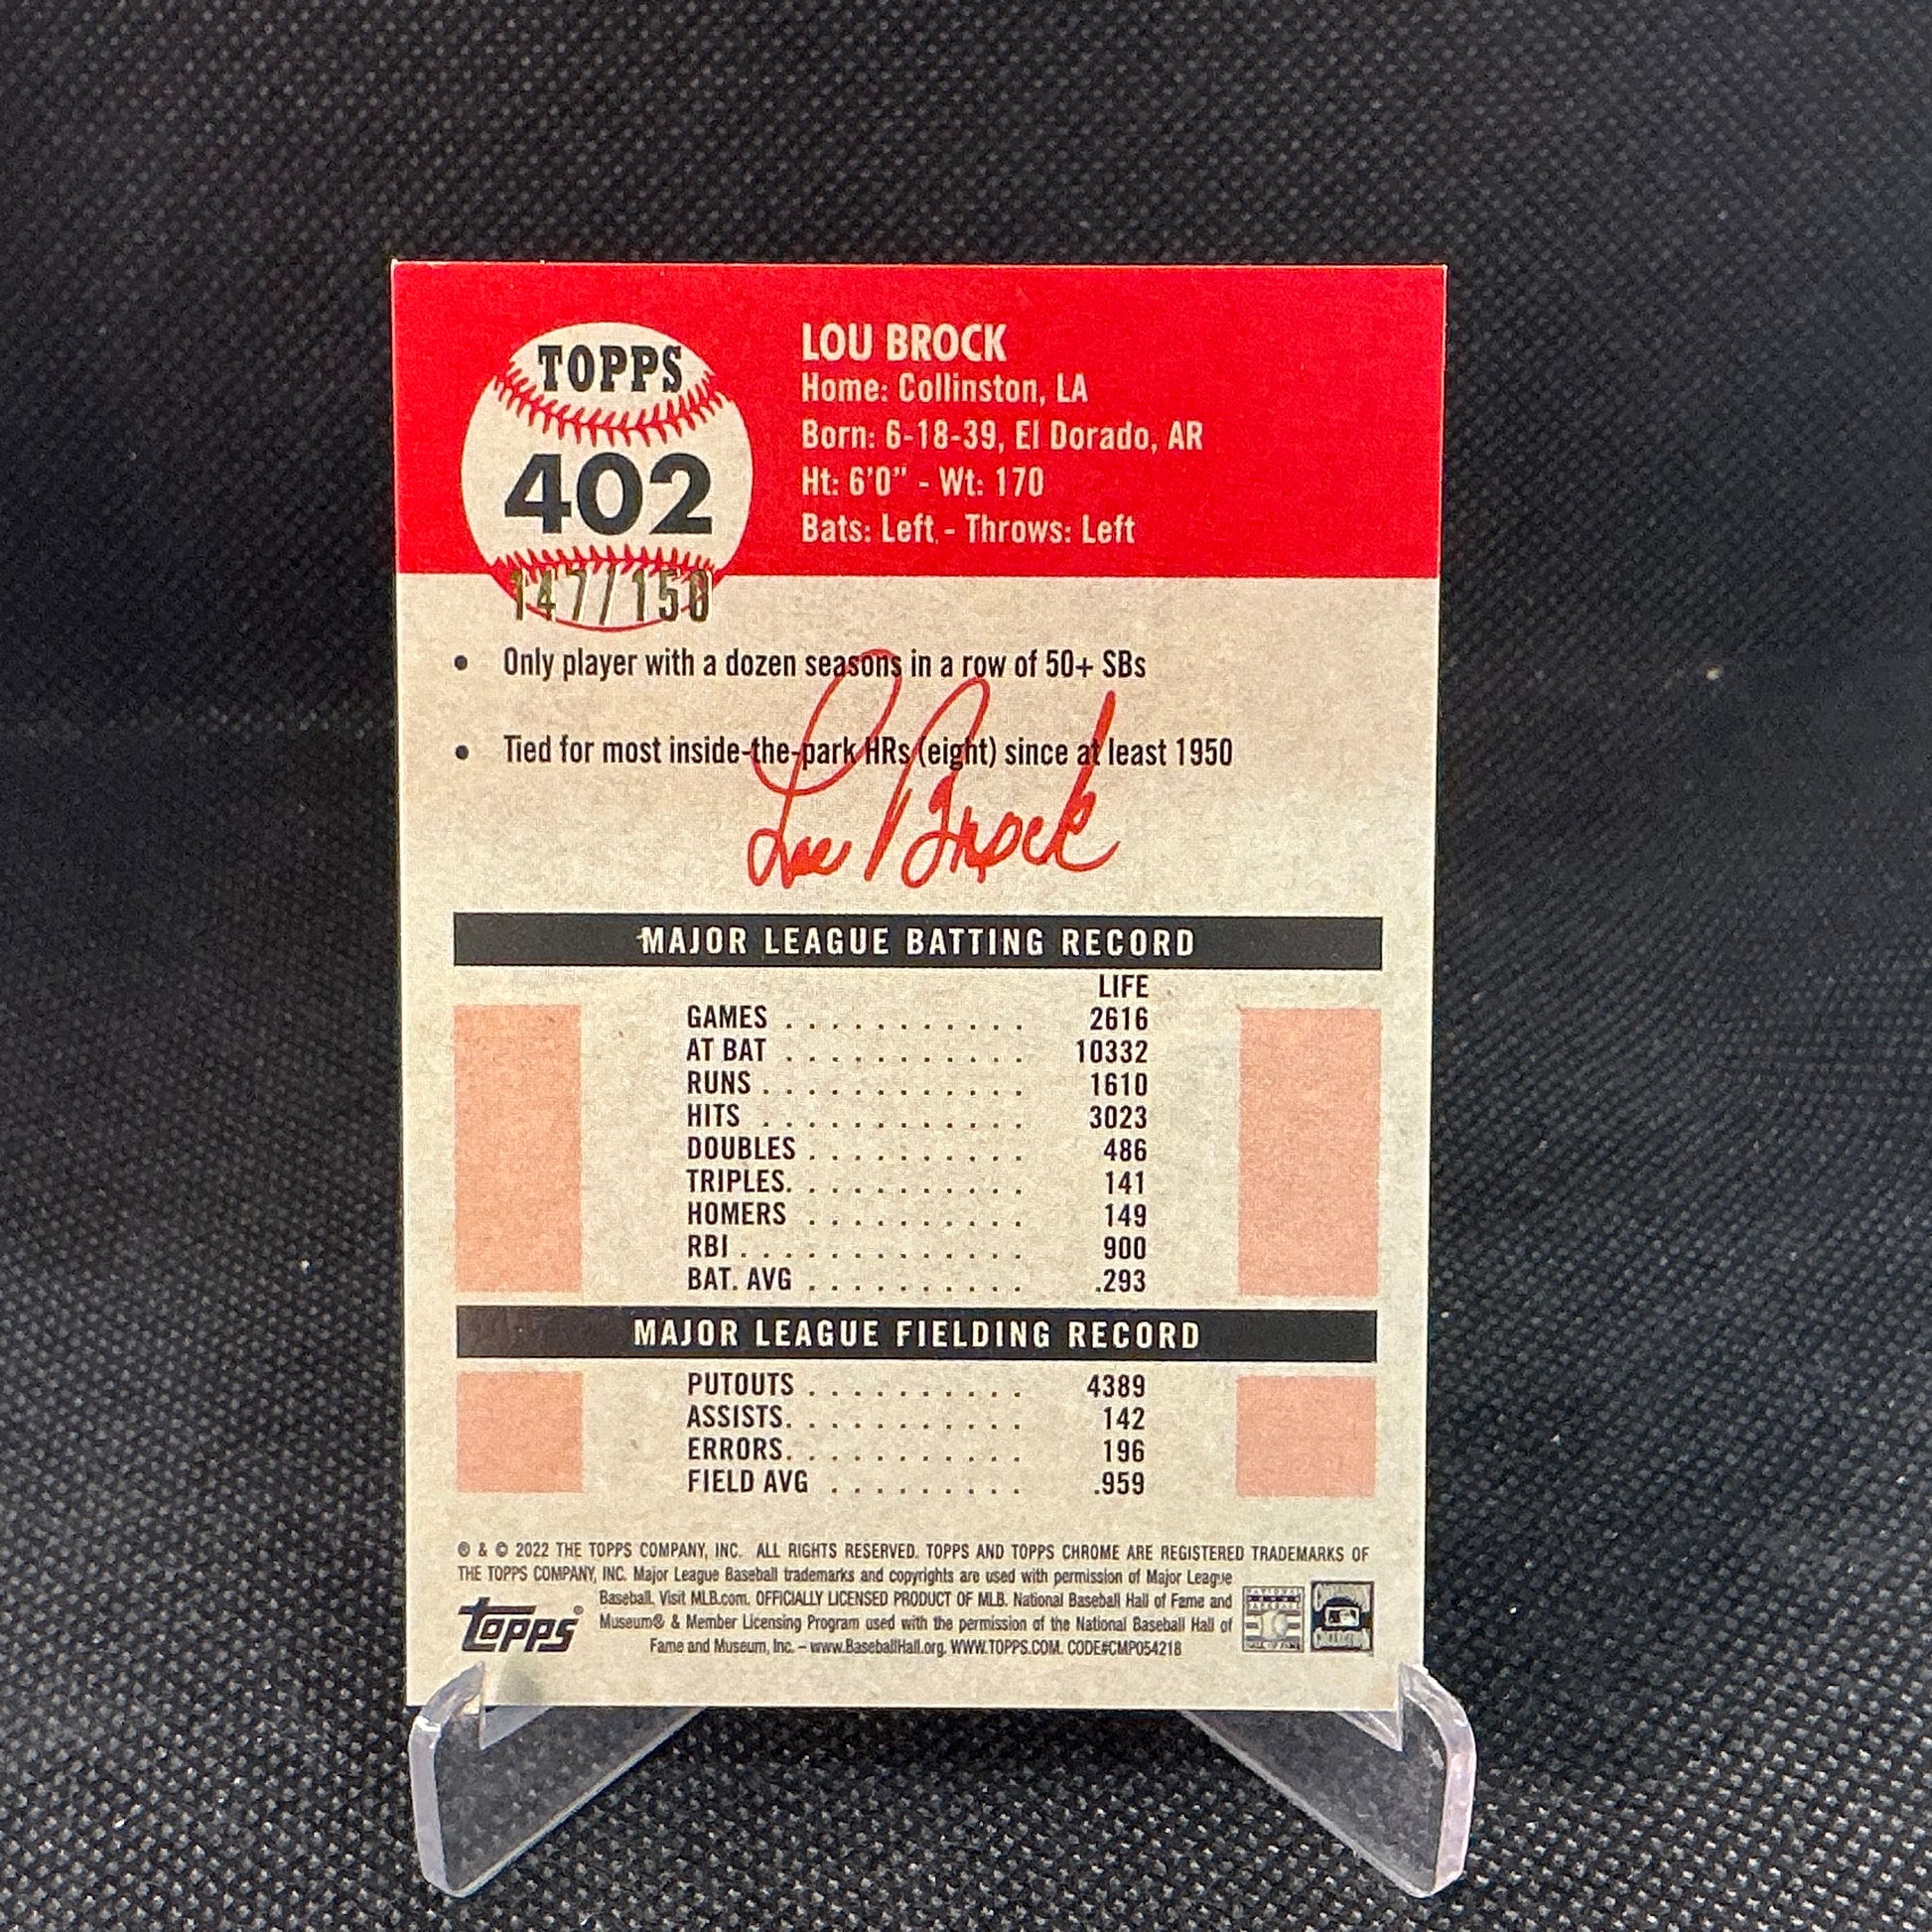 TOPPS
402
147/150
LOU BROCK
Home: Collinston, LA
Born: 6-18-39, El Dorado, AR
Ht: 6'0" - Wt: 170
Bats: Left, - Throws: Left
• Only player with a dozen seasons in a row of 50+ SBs
• Tied for most inside-the-park HRs (eight) since at least 1950
Lou Brock
MAJOR LEAGUE BATTING RECORD
LIFE
GAMES . . . . . . . . . . . 2616
AT BAT . . . . . . . . . . . 10332
RUNS . . . . . . . . . . . . 1610
HITS . . . . . . . . . . . . 3023
DOUBLES . . . . . . . . . . 486
TRIPLES. . . . . . . . . . . 141
HOMERS . . . . . . . . . . 149
RBI . . . . . . . . . . . . . 900
BAT. AVG . . . . . . . . . . .293
MAJOR LEAGUE FIELDING RECORD
PUTOUTS . . . . . . . . . . 4389
ASSISTS. . . . . . . . . . . 142
ERRORS. . . . . . . . . . . 196
FIELD AVG . . . . . . . . . .959
® & © 2022 THE TOPPS COMPANY, INC. ALL RIGHTS RESERVED. TOPPS AND TOPPS CHROME ARE REGISTERED TRADEMARKS OF
THE TOPPS COMPANY, INC. Major League Baseball trademarks and copyrights are used with permission of Major League
Baseball. Visit MLB.com. OFFICIALLY LICENSED PRODUCT OF MLB. National Baseball Hall of Fame and
Museum® & Member Licensing Program used with the permission of the National Baseball Hall of
Fame and Museum, Inc. – www.BaseballHall.org. WWW.TOPPS.COM. CODE#CMP054218
topps®